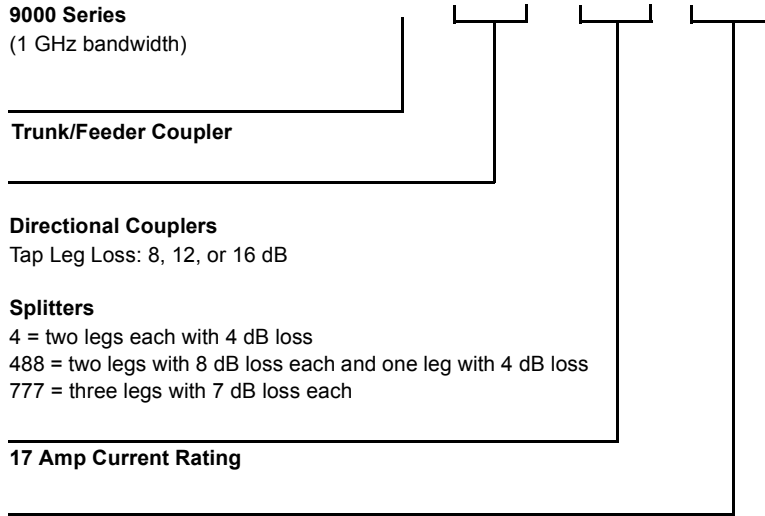 9000 Series
(1 GHz bandwidth)
Trunk/Feeder Coupler
Directional Couplers
Tap Leg Loss: 8, 12, or 16 dB
Splitters
4 = two legs each with 4 dB loss
488 = two legs with 8 dB loss each and one leg with 4 dB loss
777 = three legs with 7 dB loss each
17 Amp Current Rating